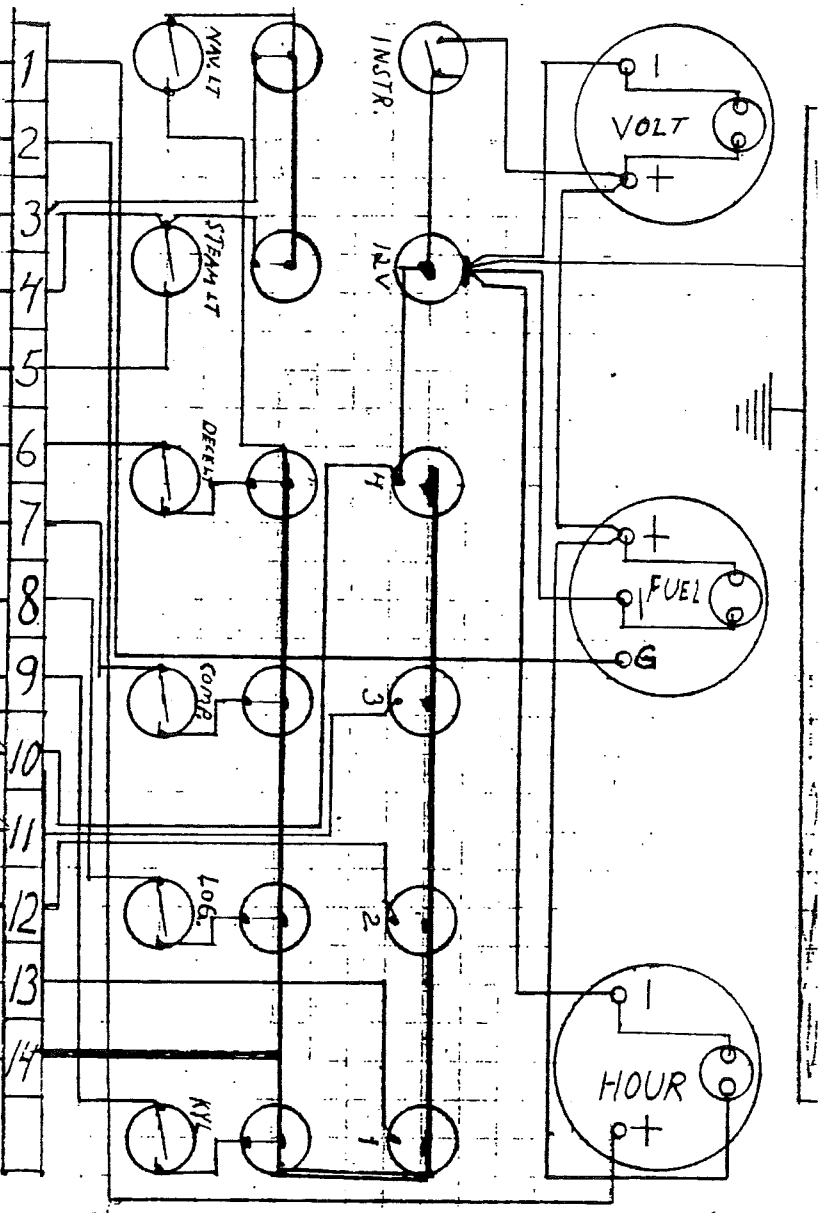 1
2
3
4
5
6
7
8
9
10
11
12
13
14
NAV. LT
STEAM LT
DECK LT
COMP.
LOG.
KYL
INSTR.
12V
4
3
2
1
VOLT
- +
FUEL
+ -
G
HOUR
- +